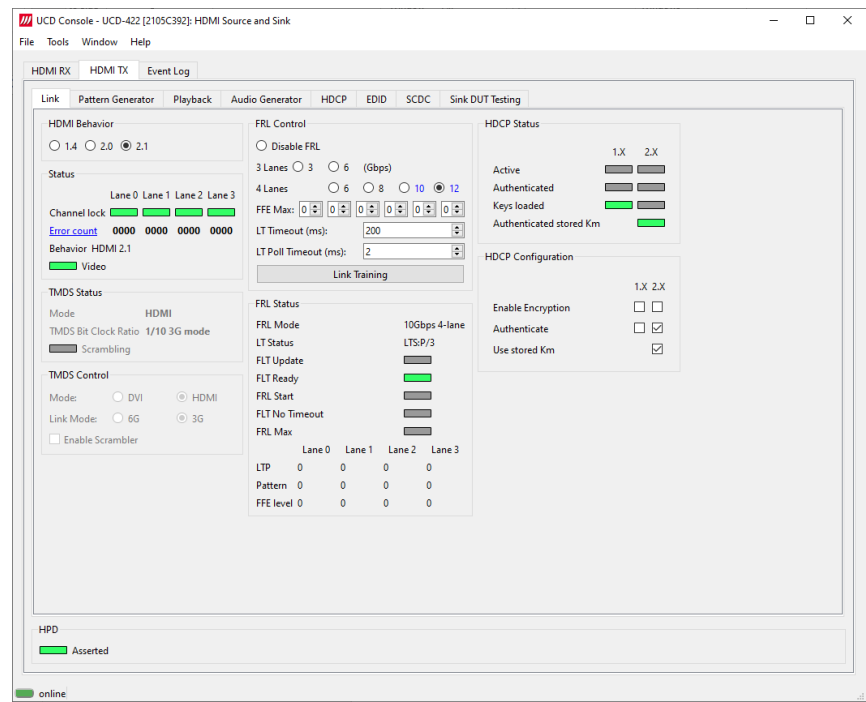 UCD Console - UCD-422 [2105C392]: HDMI Source and Sink
File Tools Window Help
HDMI RX HDMI TX Event Log
Link Pattern Generator Playback Audio Generator HDCP EDID SCDC Sink DUT Testing
HDMI Behavior
1.4 2.0 2.1
Status
Lane 0 Lane 1 Lane 2 Lane 3
Channel lock
Error count 0000 0000 0000 0000
Behavior HDMI 2.1
Video
TMDS Status
Mode HDMI
TMDS Bit Clock Ratio 1/10 3G mode
Scrambling
TMDS Control
Mode: DVI HDMI
Link Mode: 6G 3G
Enable Scrambler
FRL Control
Disable FRL
3 Lanes 3 6 (Gbps)
4 Lanes 6 8 10 12
FFE Max: 0 0 0 0 0 0
LT Timeout (ms): 200
LT Poll Timeout (ms): 2
Link Training
FRL Status
FRL Mode 10Gbps 4-lane
LT Status LTS:P/3
FLT Update
FLT Ready
FRL Start
FLT No Timeout
FRL Max
Lane 0 Lane 1 Lane 2 Lane 3
LTP 0 0 0 0
Pattern 0 0 0 0
FFE level 0 0 0 0
HDCP Status
1.X 2.X
Active
Authenticated
Keys loaded
Authenticated stored Km
HDCP Configuration
1.X 2.X
Enable Encryption
Authenticate
Use stored Km
HPD
Asserted
online